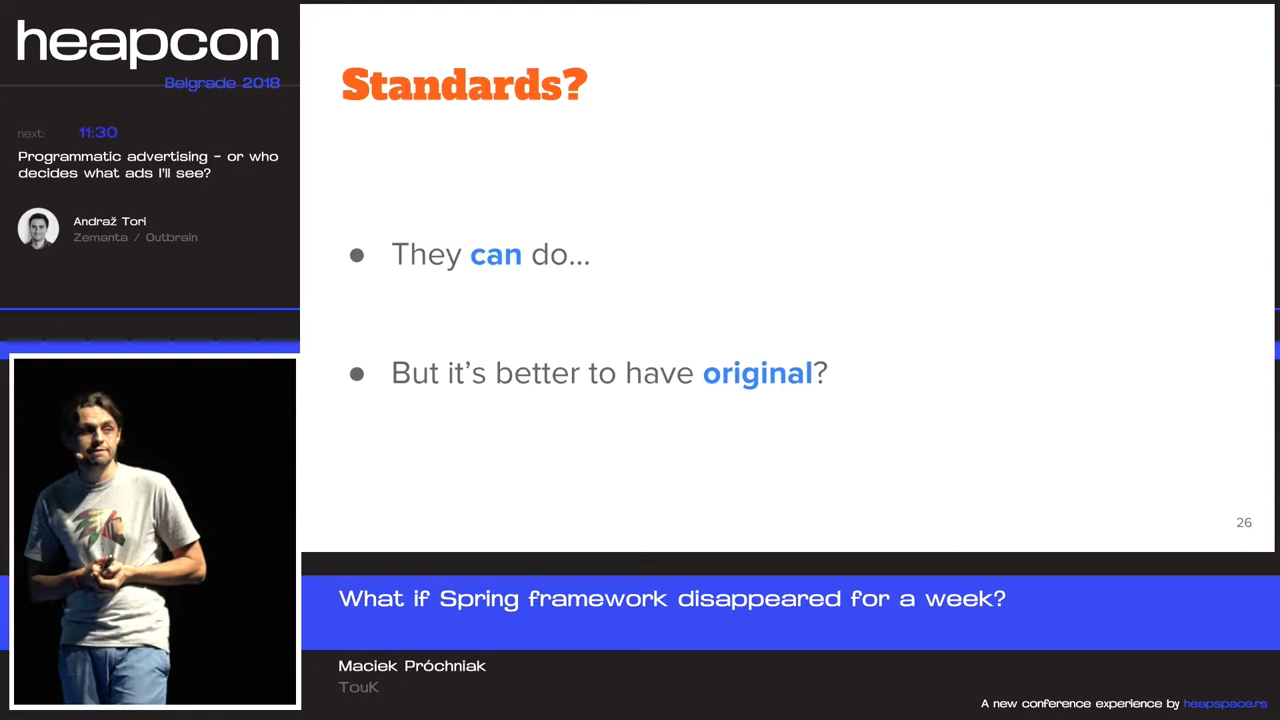 heapcon
Belgrade 2018
next: 11:30
Programmatic advertising - or who
decides what ads I'll see?
Andraž Tori
Zemanta / Outbrain
Standards?
● They can do...
● But it's better to have original?
26
What if Spring framework disappeared for a week?
Maciek Próchniak
TouK
A new conference experience by heapspace.rs